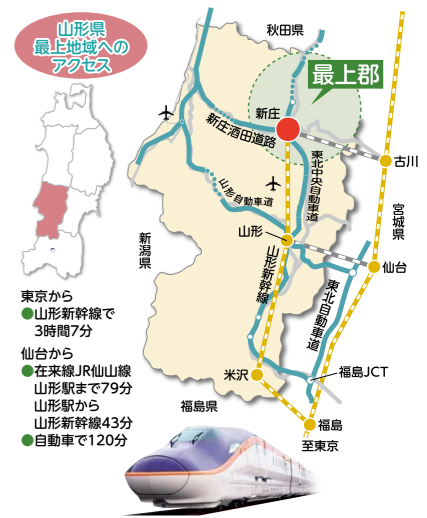 山形県
最上地域への
アクセス
秋田県
最上郡
新庄
新庄酒田道路
東北中央自動車道
古川
山形自動車道
宮城県
山形
新潟県
山形新幹線
仙台
東北自動車道
東京から
●山形新幹線で
3時間7分
仙台から
●在来線JR仙山線
山形駅まで79分
山形駅から
山形新幹線43分
●自動車で120分
米沢
福島JCT
福島県
福島
至東京